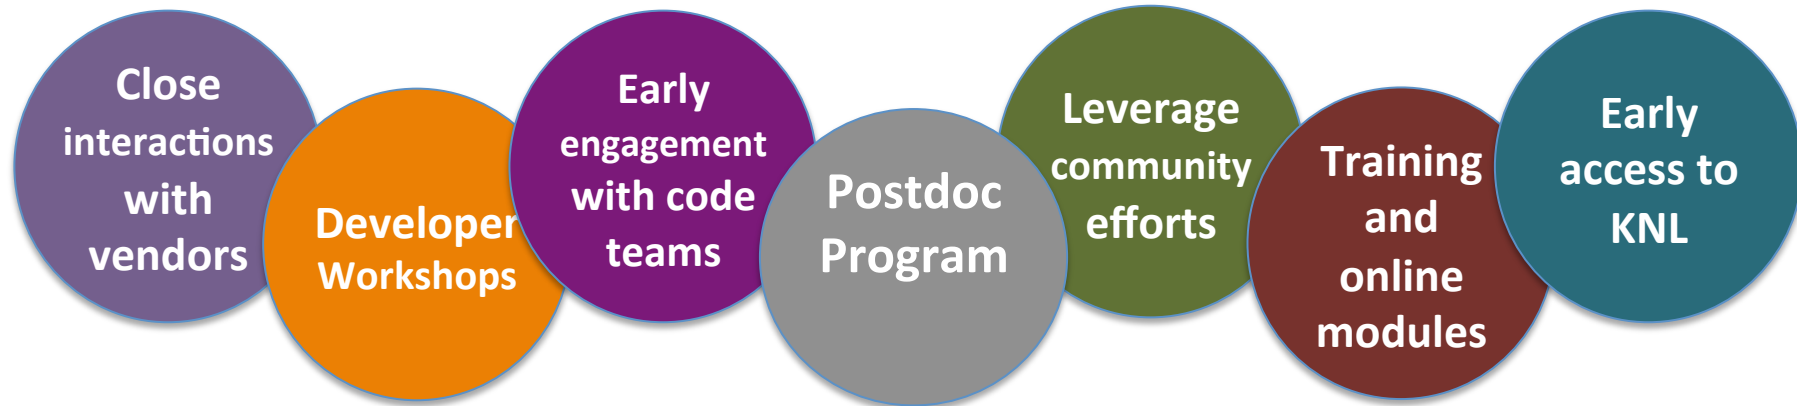 Close
interactions
with
vendors
Developer
Workshops
Early
engagement
with code
teams
Postdoc
Program
Leverage
community
efforts
Training
and
online
modules
Early
access to
KNL